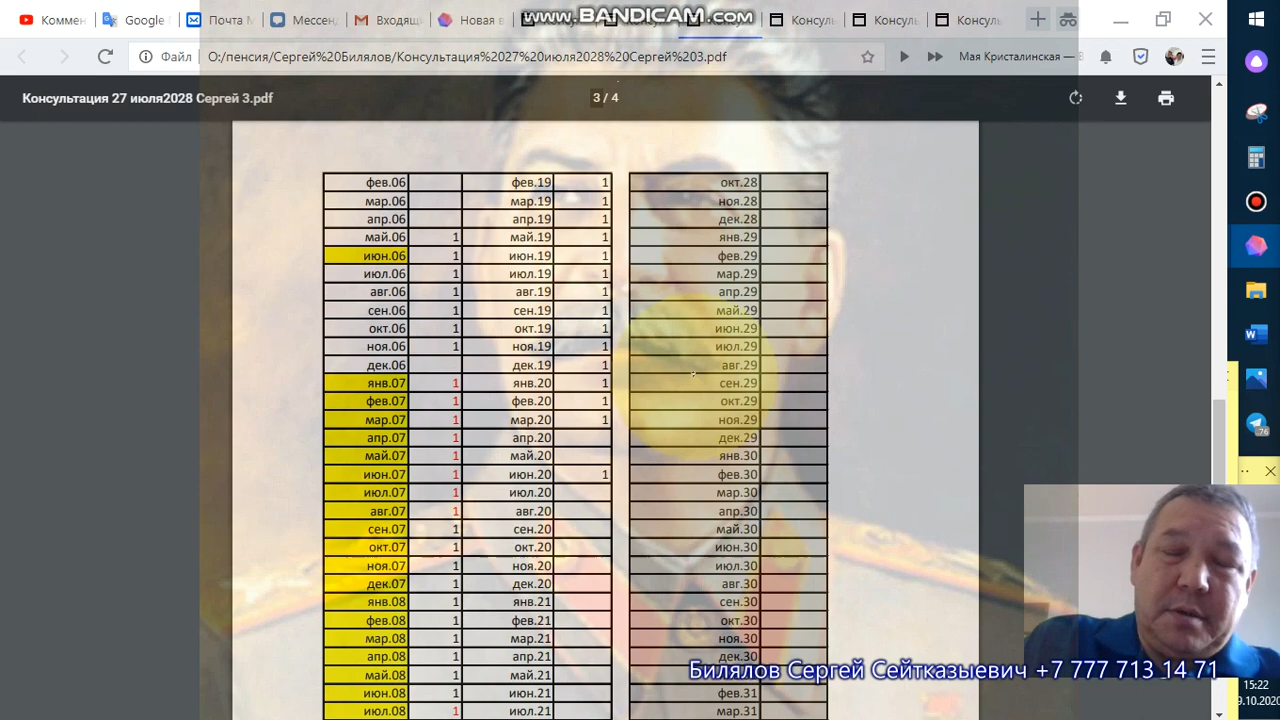 Коммен
Google
Почта М
Мессен,
Входящ
Новая в
Консуль
Консуль
Консуль
WWW.BANDICAM.COM
Файл
O:/пенсия/Сергей%20Билялов/Консультация%2027%20июля2028%20Сергей%203.pdf
Мая Кристалинская —
Консультация 27 июля2028 Сергей 3.pdf
3 / 4
фев.06 фев.19 1 окт.28
мар.06 мар.19 1 ноя.28
апр.06 апр.19 1 дек.28
май.06 1 май.19 1 янв.29
июн.06 1 июн.19 1 фев.29
июл.06 1 июл.19 1 мар.29
авг.06 1 авг.19 1 апр.29
сен.06 1 сен.19 1 май.29
окт.06 1 окт.19 1 июн.29
ноя.06 1 ноя.19 1 июл.29
дек.06 дек.19 1 авг.29
янв.07 1 янв.20 1 сен.29
фев.07 1 фев.20 1 окт.29
мар.07 1 мар.20 1 ноя.29
апр.07 1 апр.20 дек.29
май.07 1 май.20 янв.30
июн.07 1 июн.20 1 фев.30
июл.07 1 июл.20 мар.30
авг.07 1 авг.20 апр.30
сен.07 1 сен.20 май.30
окт.07 1 окт.20 июн.30
ноя.07 1 ноя.20 июл.30
дек.07 1 дек.20 авг.30
янв.08 1 янв.21 сен.30
фев.08 1 фев.21 окт.30
мар.08 1 мар.21 ноя.30
апр.08 1 апр.21 дек.30
май.08 1 май.21
июн.08 1 июн.21 фев.31
июл.08 1 июл.21 мар.31
Билялов Сергей Сейтказыевич +7 777 713 14 71
76
15:22
9.10.2020